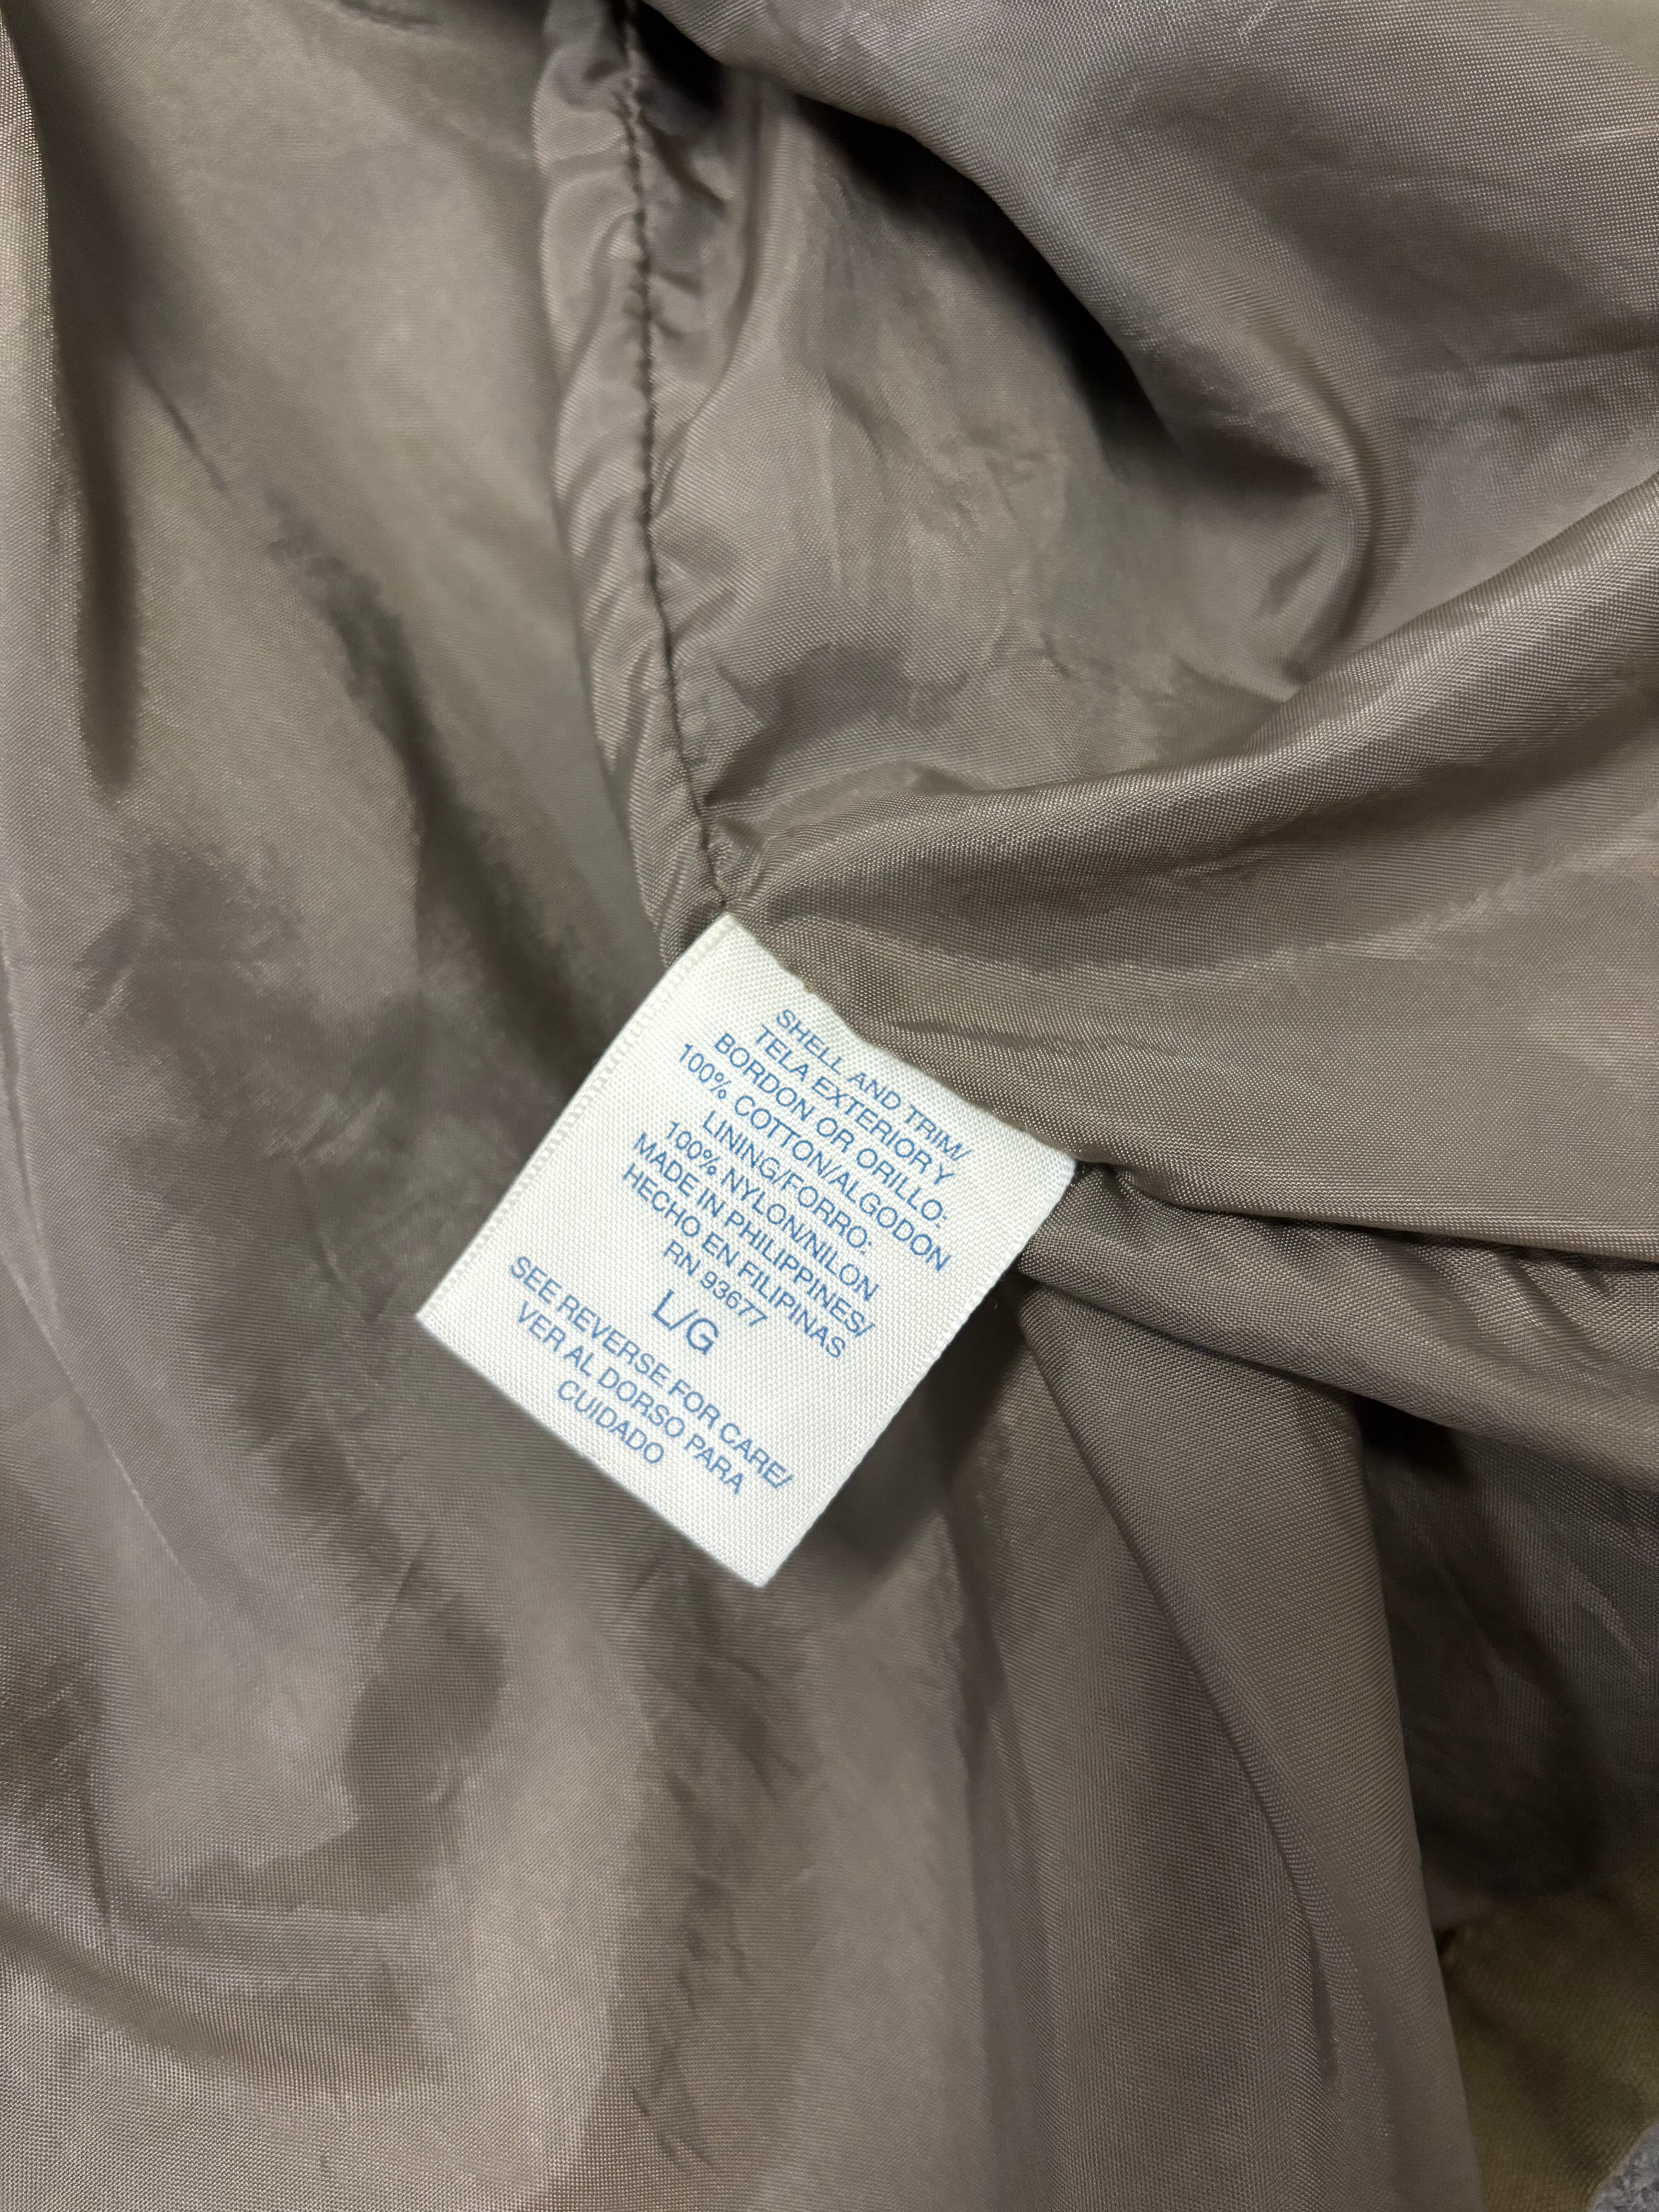 SHELL AND TRIM/
TELA EXTERIOR Y
BORDON OR ORILLO:
100% COTTON/ALGODON
LINING/FORRO:
100% NYLON/NILON
MADE IN PHILIPPINES/
HECHO EN FILIPINAS
RN 93677
L/G
SEE REVERSE FOR CARE/
VER AL DORSO PARA
CUIDADO